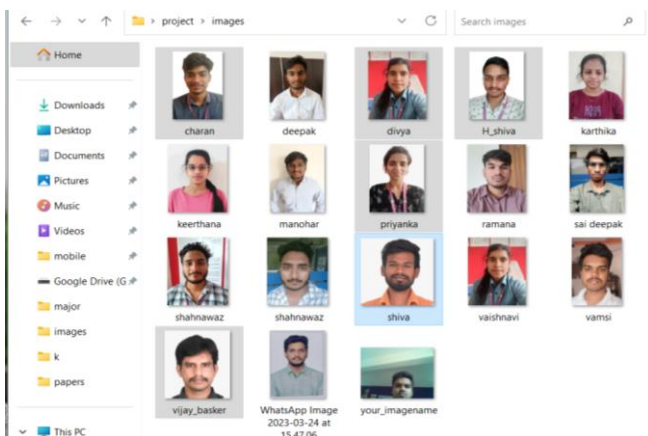 project > images
Search images
Home
Downloads
Desktop
Documents
Pictures
Music
Videos
mobile
Google Drive (G
major
images
k
papers
This PC
charan
deepak
divya
H_shiva
karthika
keerthana
manohar
priyanka
ramana
sai deepak
shahnawaz
shahnawaz
shiva
vaishnavi
vamsi
vijay_basker
WhatsApp Image
2023-03-24 at
15.47.06
your_imagename